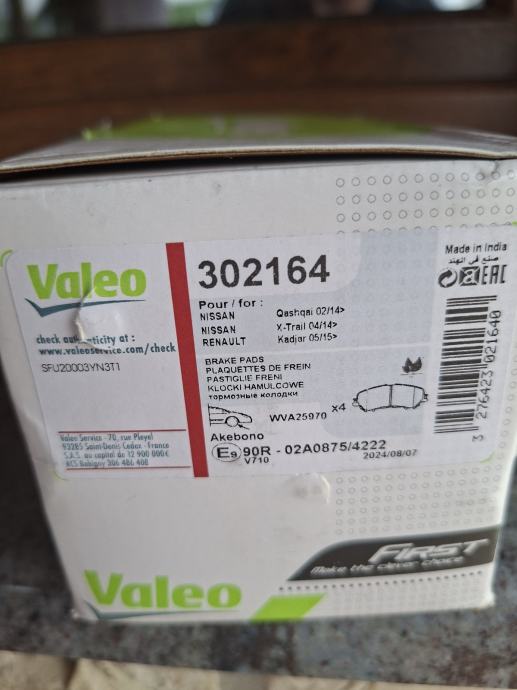 Valeo
302164
Made in India
صنع في الهند
EAC
Pour / for :
NISSAN Qashqai 02/14>
NISSAN X-Trail 04/14>
RENAULT Kadjar 05/15>
check authenticity at :
www.valeoservice.com/check
SFU20003YN3T1
BRAKE PADS
PLAQUETTES DE FREIN
PASTIGLIE FRENI
KLOCKI HAMULCOWE
тормозные колодки
WVA25970 x4
Akebono
E9 90R - 02A0875/4222
V710
2024/08/07
3 276423 021640
Valeo Service - 70, rue Pleyel
93285 Saint-Denis Cedex - France
S.A.S. au capital de 12 900 000€
RCS Bobigny 306 486 408
FIRST
Make the clever choice
Valeo